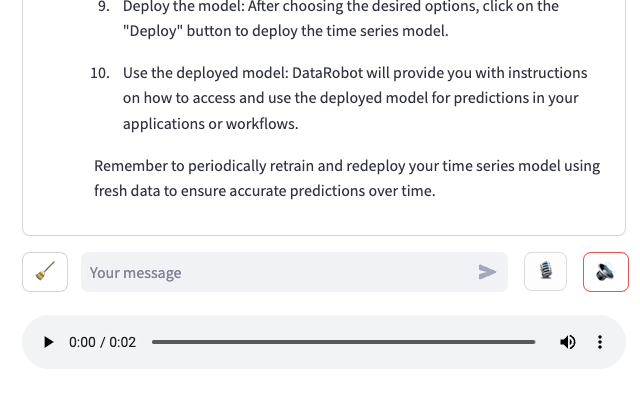 9. Deploy the model: After choosing the desired options, click on the
"Deploy" button to deploy the time series model.
10. Use the deployed model: DataRobot will provide you with instructions
on how to access and use the deployed model for predictions in your
applications or workflows.
Remember to periodically retrain and redeploy your time series model using
fresh data to ensure accurate predictions over time.
Your message
0:00 / 0:02